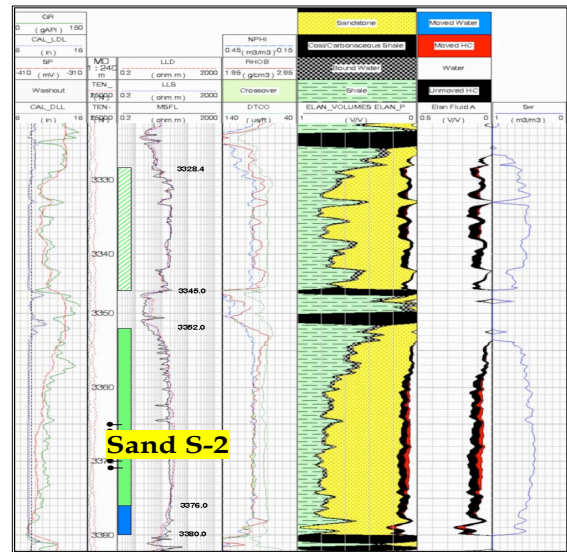 GR
0 (gAPI) 150
CAL_LDL
6 (in) 16
SP
-410 (mV) -310
Washout
CAL_DLL
6 (in) 16
MD
1 : 240
m
TEN_
TEN-
LLD
0.2 (ohm.m) 2000
LLS
0.2 (ohm.m) 2000
MSFL
0.2 (ohm.m) 2000
NPHI
0.45 (m3/m3) -0.15
RHOB
1.95 (g/cm3) 2.95
Crossover
DTCO
140 (us/ft) 40
Sandstone
Coal/Carbonaceous Shale
Bound Water
Shale
ELAN_VOLUMES ELAN_P
1 (V/V) 0
Moved Water
Moved HC
Water
Unmoved HC
Elan Fluid A
0.5 (V/V) 0
Sw
1 (m3/m3) 0
3328.4
3330
3340
3345.0
3350
3352.0
3360
Sand S-2
3376.0
3380.0
3380